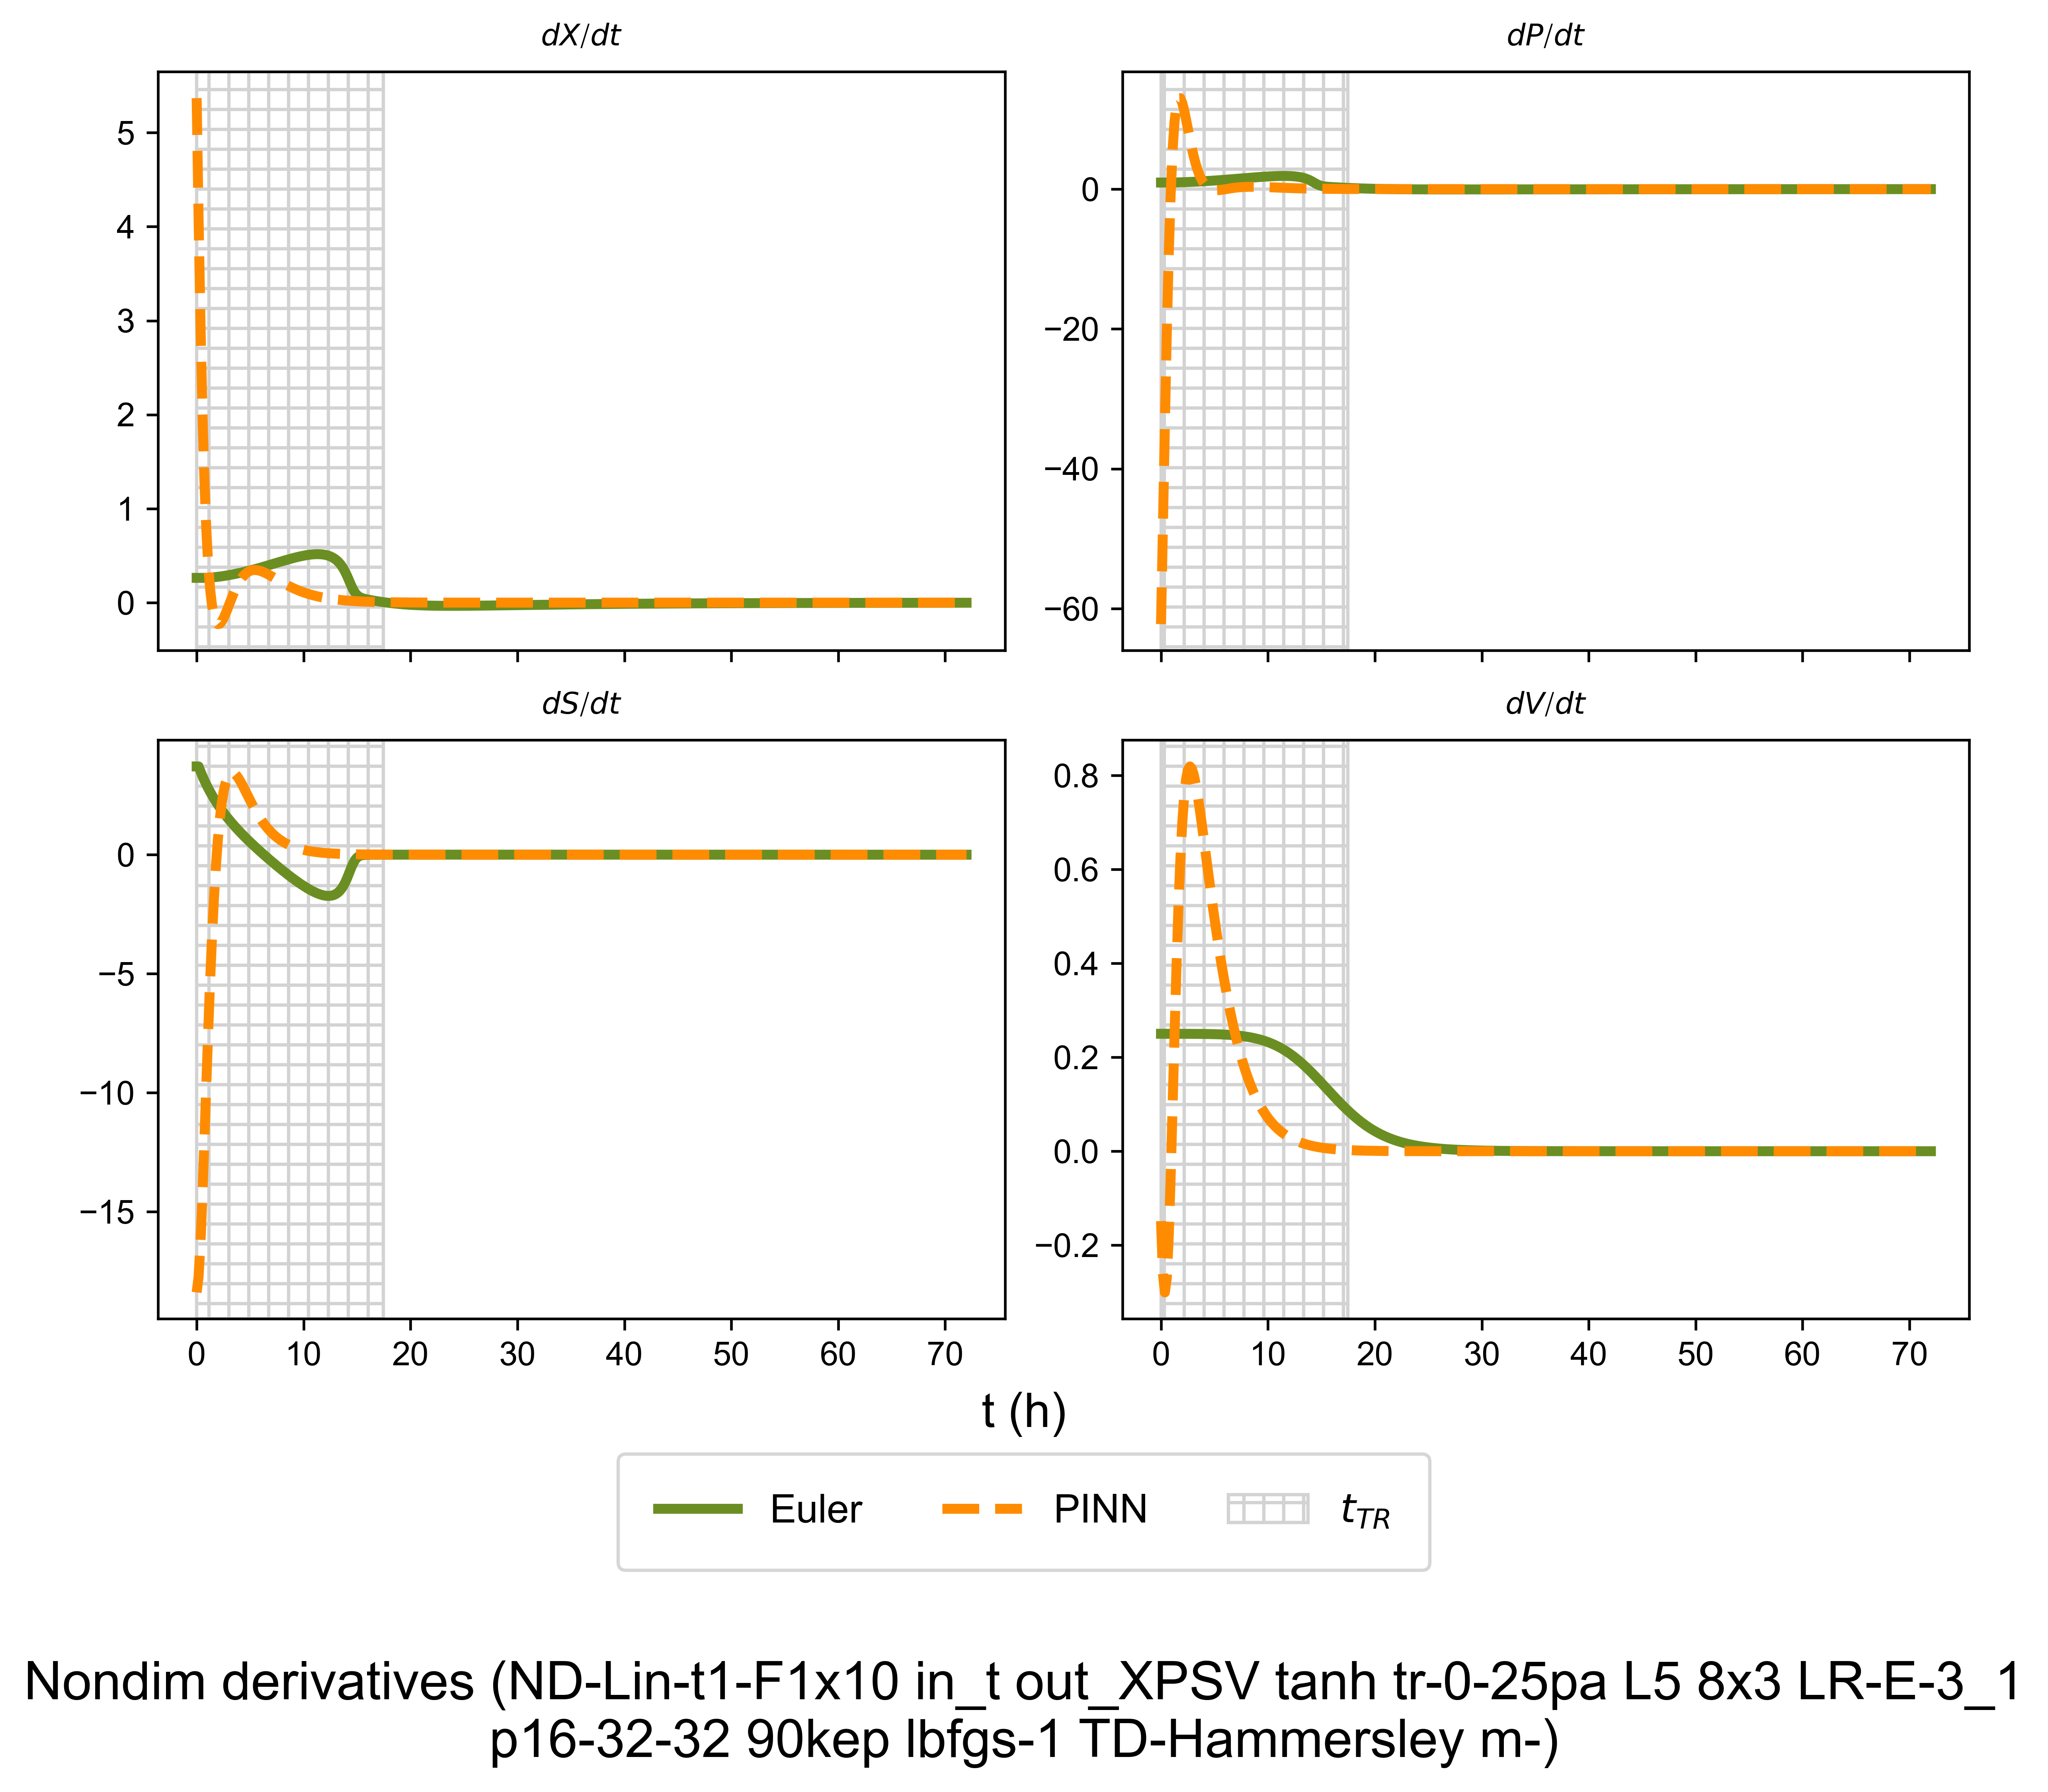 dX/dt
dP/dt
5
4
3
2
1
0
0
−20
−40
−60
dS/dt
dV/dt
0
−5
−10
−15
0.8
0.6
0.4
0.2
0.0
−0.2
0 10 20 30 40 50 60 70
0 10 20 30 40 50 60 70
t (h)
Euler PINN t_{TR}
Nondim derivatives (ND-Lin-t1-F1x10 in_t out_XPSV tanh tr-0-25pa L5 8x3 LR-E-3_1
p16-32-32 90kep lbfgs-1 TD-Hammersley m-)